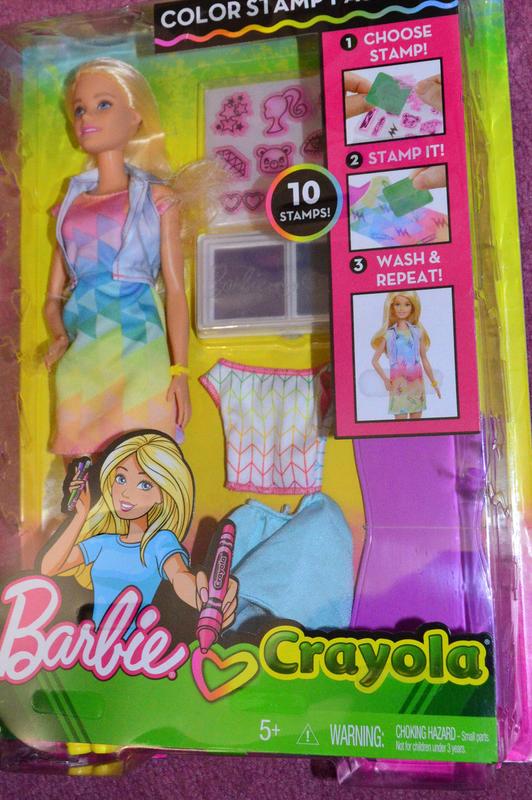 COLOR STAMP
1 CHOOSE
STAMP!
2 STAMP IT!
10
STAMPS!
3 WASH &
REPEAT!
Crayola
Barbie
Crayola
5+
WARNING:
CHOKING HAZARD - Small parts
Not for children under 3 years.